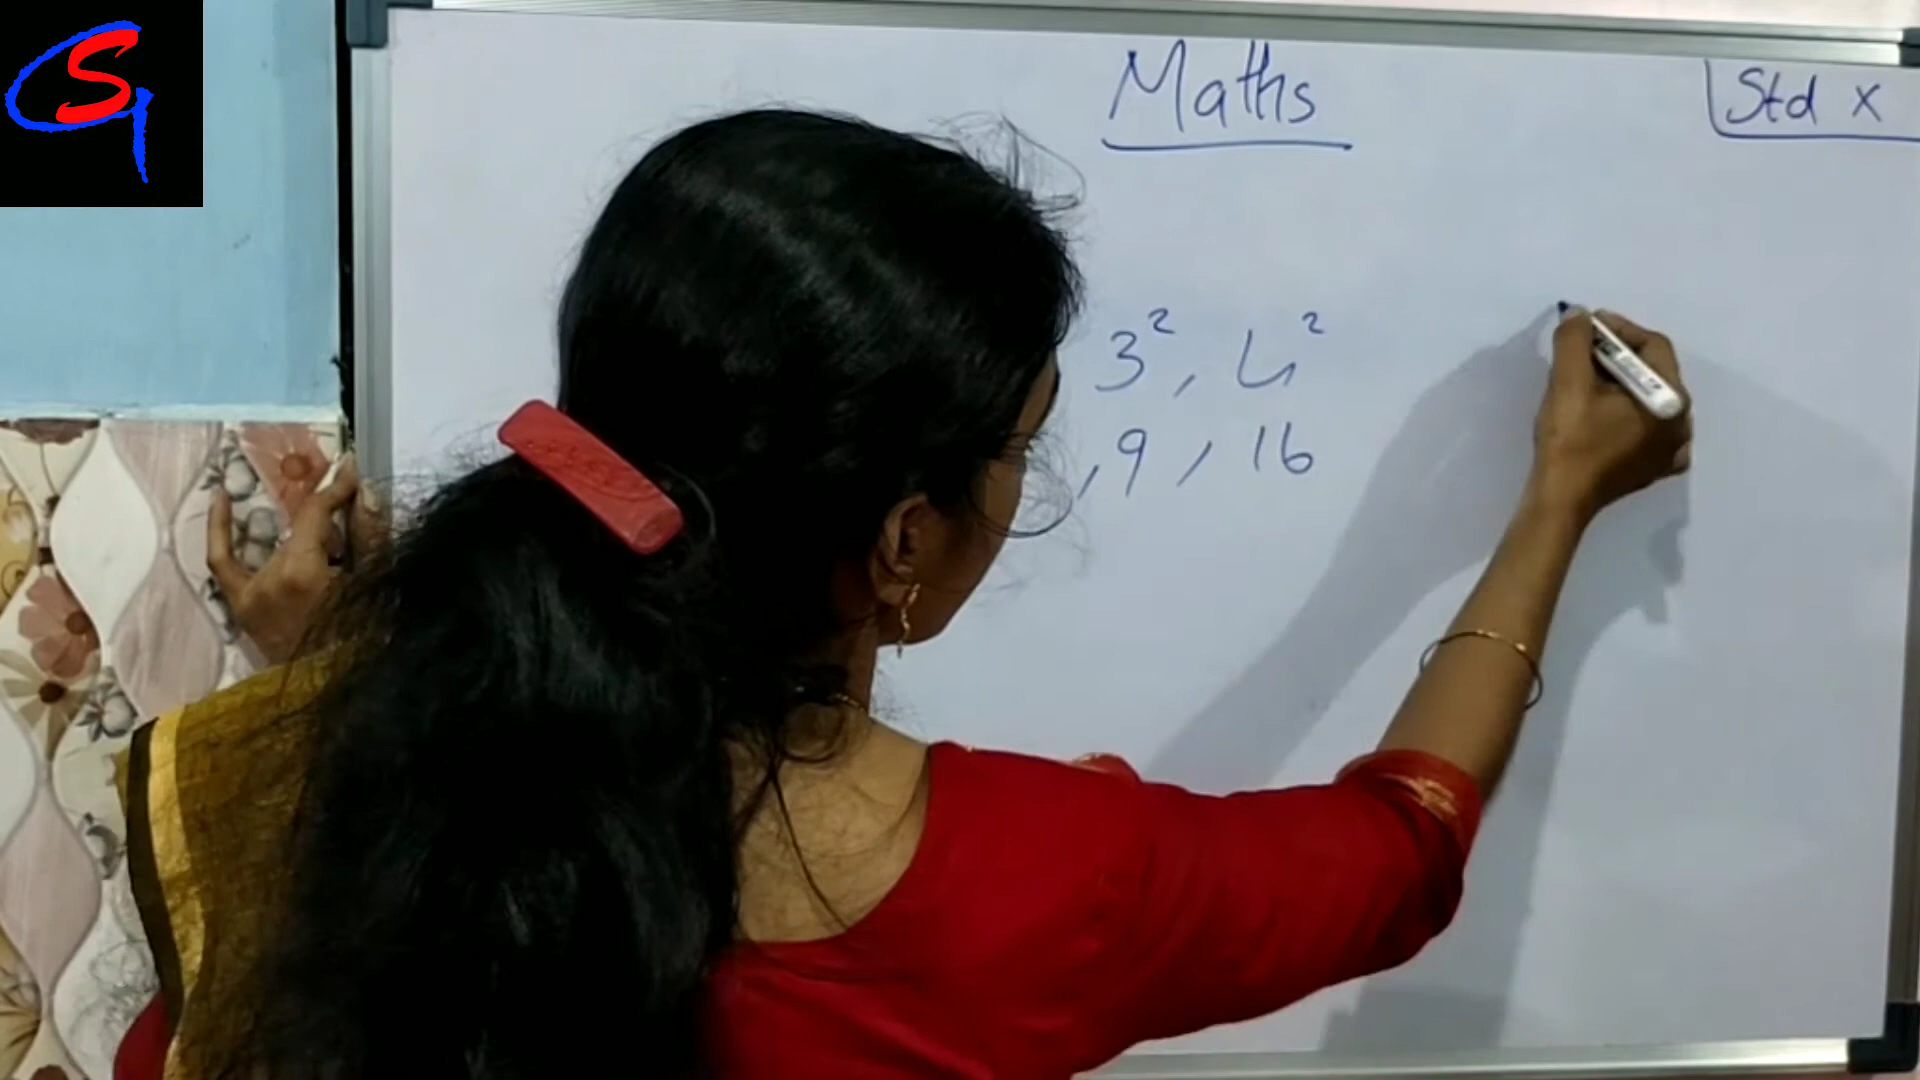 Maths
Std X
3², 4²
, 9, 16